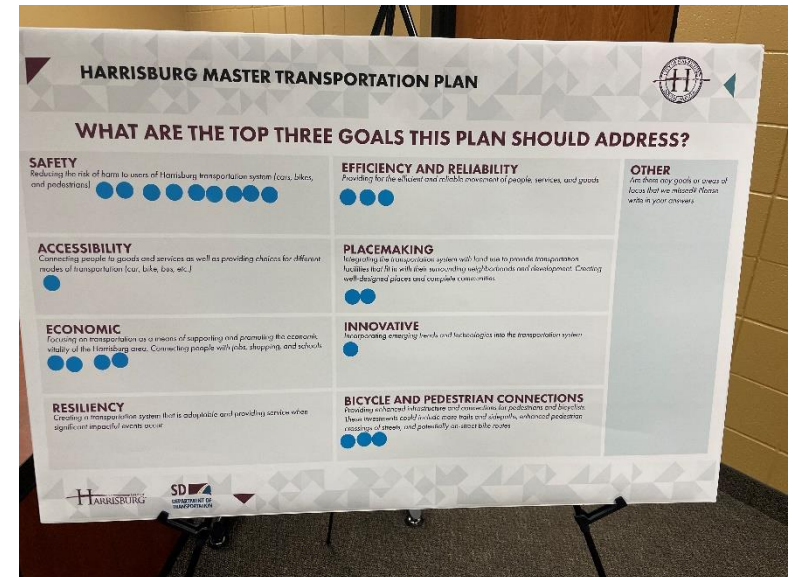 HARRISBURG MASTER TRANSPORTATION PLAN
WHAT ARE THE TOP THREE GOALS THIS PLAN SHOULD ADDRESS?
SAFETY
Reducing the risk of harm to users of Harrisburg transportation system (cars, bikes,
and pedestrians)
ACCESSIBILITY
Connecting people to goods and services as well as providing choices for different
modes of transportation (car, bike, bus, etc.)
ECONOMIC
Focusing on transportation as a means of supporting and promoting the economic
vitality of the Harrisburg area. Connecting people with jobs, shopping, and schools
RESILIENCY
Creating a transportation system that is adaptable and providing service when
significant impactful events occur
EFFICIENCY AND RELIABILITY
Providing for the efficient and reliable movement of people, services, and goods
PLACEMAKING
Integrating the transportation system with land use to provide transportation
facilities that fit in with their surrounding neighborhoods and development. Creating
well-designed places and complete communities
INNOVATIVE
Incorporating emerging trends and technologies into the transportation system
BICYCLE AND PEDESTRIAN CONNECTIONS
Providing enhanced infrastructure and connections for pedestrians and bicyclists
These investments could include more trails and sidepaths, enhanced pedestrian
crossings of streets, and potentially on-street bike routes
OTHER
Are there any goals or areas of
focus that we missed? Please
write in your answers
H
HARRISBURG
SD
DEPARTMENT OF
TRANSPORTATION